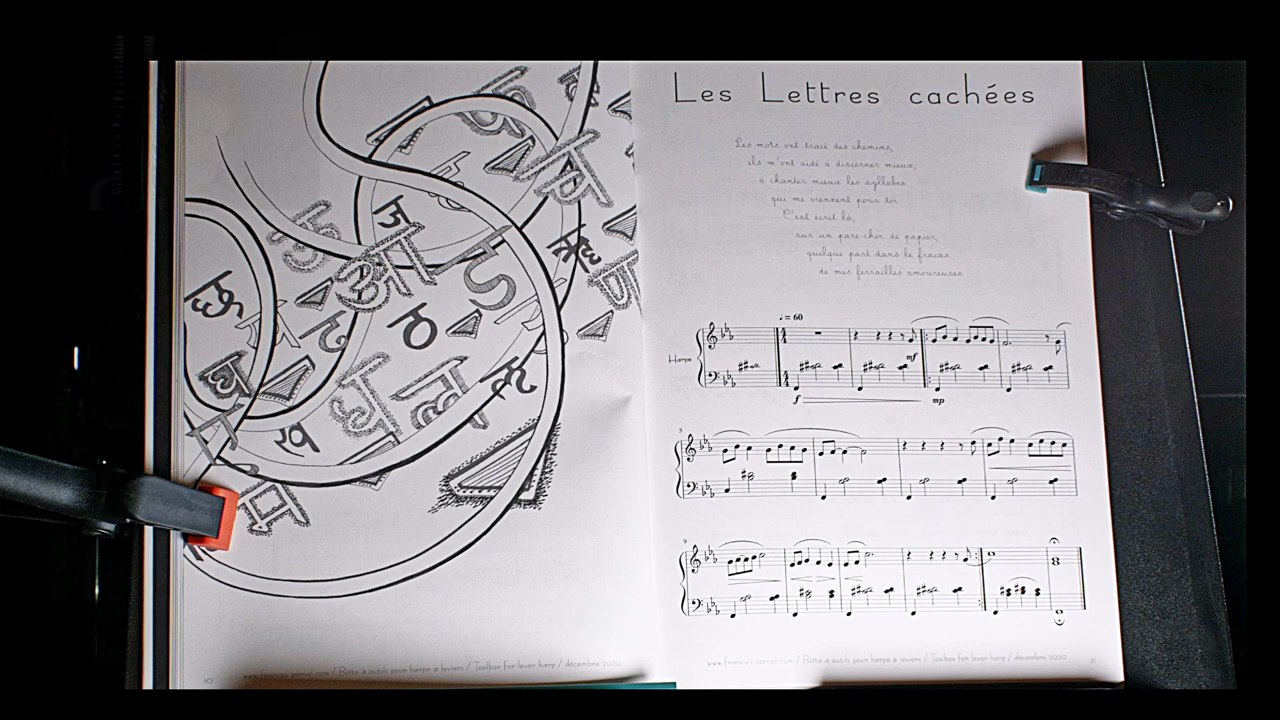 छ
घ
ज
ठ
ड
ढ
ख
Les Lettres cachées
Les mots ont tracé des chemins,
ils m'ont aidé à discerner mieux,
à chanter mieux les syllabes
qui me viennent pour toi.
C'est écrit là,
sur un pare-choc de papier,
quelque part dans le fracas
de mes ferrailles amoureuses.
♩ = 60
Harpe
mf
f
mp
5
9
10
/ Boîte à outils pour harpe à leviers / Toolbox for lever harp / décembre 2020
/ Boîte à outils pour harpe à leviers / Toolbox for lever harp / décembre 2020
11